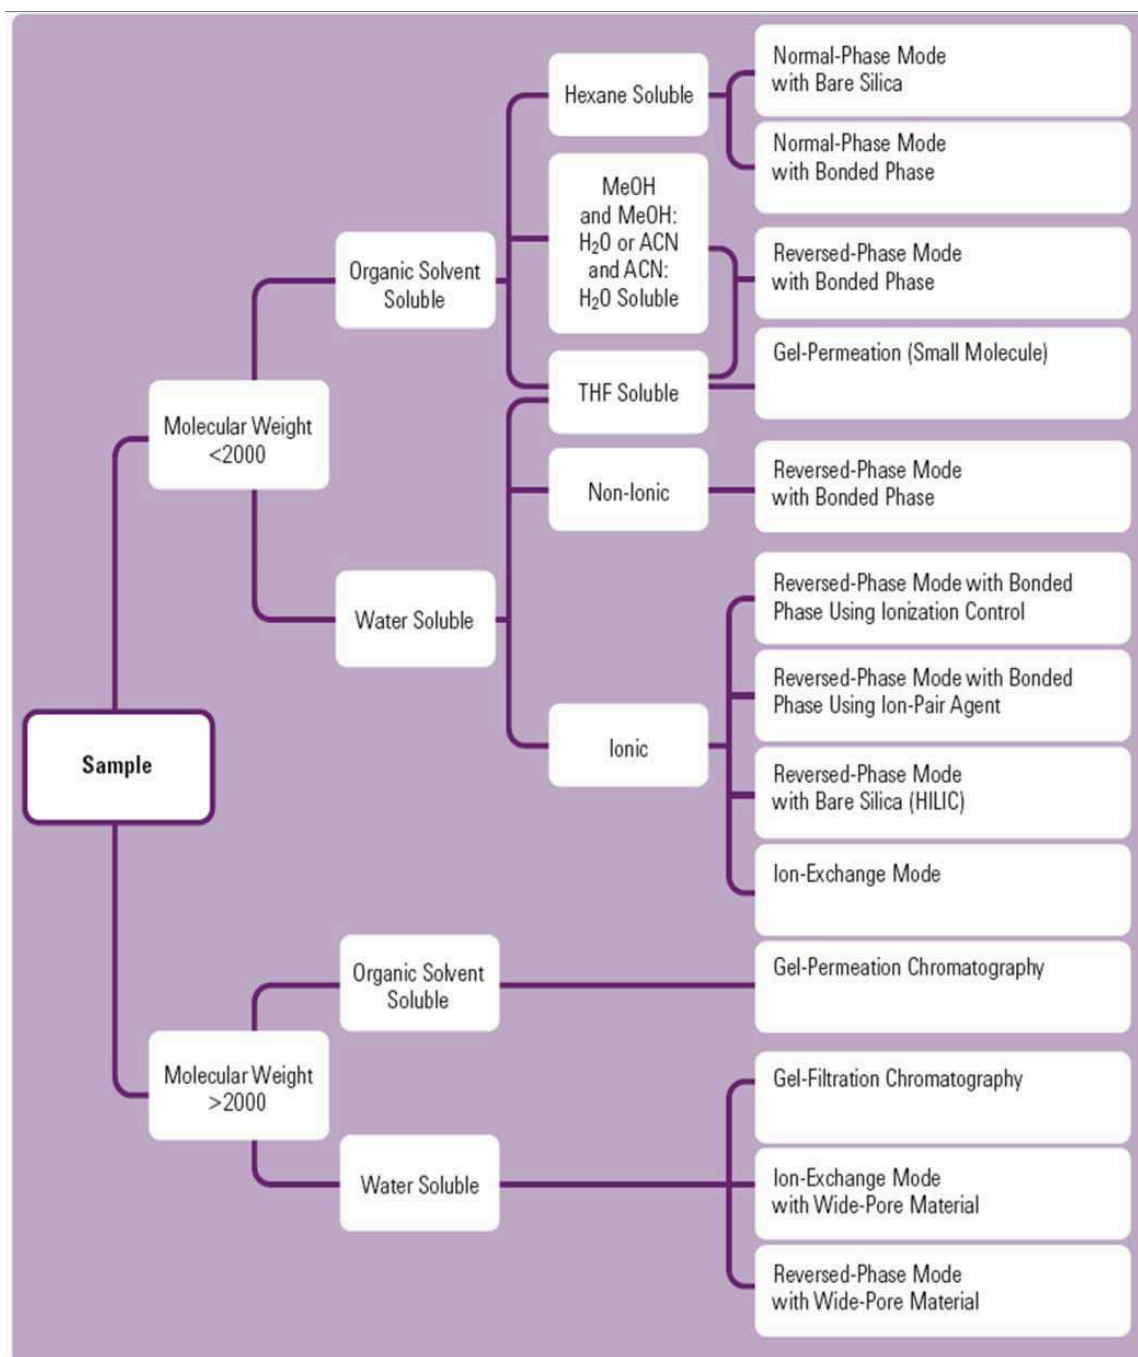 Sample
Molecular Weight
<2000
Organic Solvent
Soluble
Hexane Soluble
Normal-Phase Mode
with Bare Silica
Normal-Phase Mode
with Bonded Phase
MeOH
and MeOH:
H₂O or ACN
and ACN:
H₂O Soluble
Reversed-Phase Mode
with Bonded Phase
THF Soluble
Gel-Permeation (Small Molecule)
Water Soluble
Non-Ionic
Reversed-Phase Mode
with Bonded Phase
Ionic
Reversed-Phase Mode with Bonded
Phase Using Ionization Control
Reversed-Phase Mode with Bonded
Phase Using Ion-Pair Agent
Reversed-Phase Mode
with Bare Silica (HILIC)
Ion-Exchange Mode
Molecular Weight
>2000
Organic Solvent
Soluble
Gel-Permeation Chromatography
Water Soluble
Gel-Filtration Chromatography
Ion-Exchange Mode
with Wide-Pore Material
Reversed-Phase Mode
with Wide-Pore Material